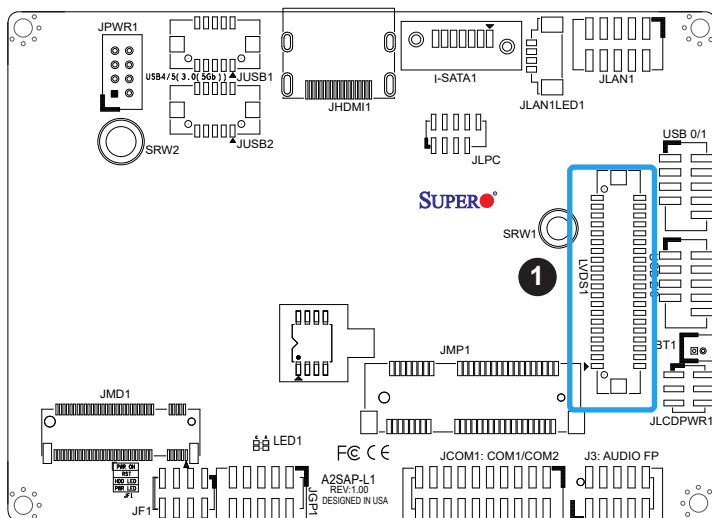 JPWR1
USB4/5(3.0(5Gb))
JUSB1
JUSB2
SRW2
JHDMI1
I-SATA1
JLAN1LED1
JLAN1
JLPC
USB 0/1
SUPER
SRW1
1
LVDS1
BT1
JMP1
JLCDPWR1
JMD1
LED1
PWR ON
RST
HDD LED
PWR LED
JF1
JF1
JGP1
FC CE
A2SAP-L1
REV:1.00
DESIGNED IN USA
JCOM1: COM1/COM2
J3: AUDIO FP